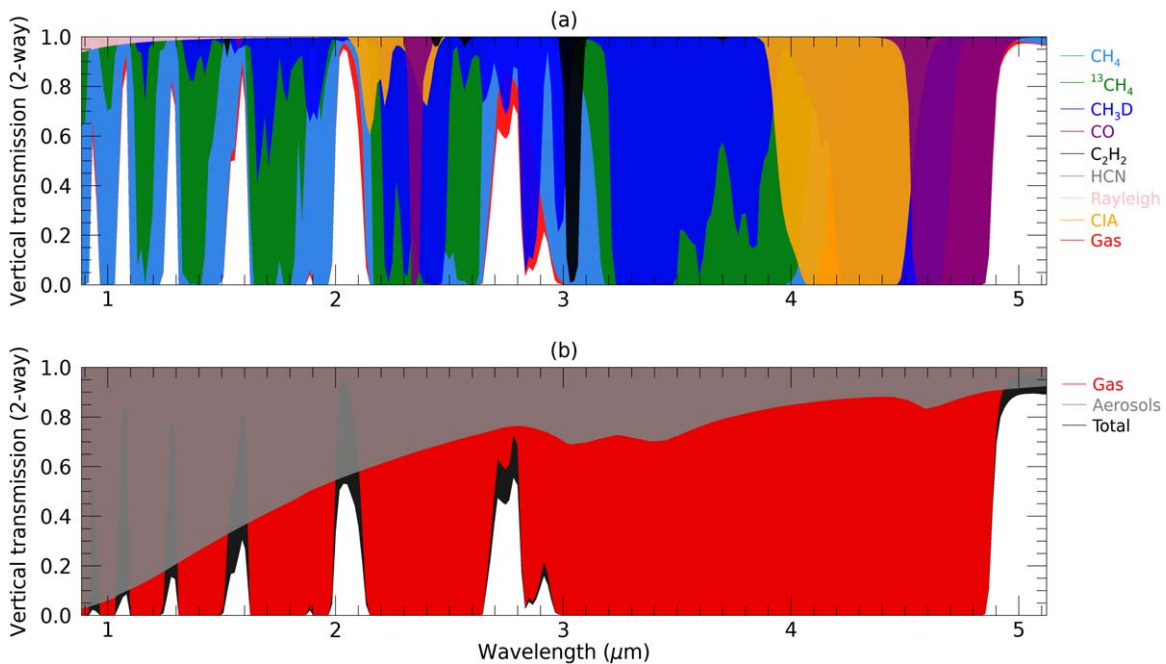 (a)
Vertical transmission (2-way)
1.0
0.8
0.6
0.4
0.2
0.0
1
2
3
4
5
CH₄
¹³CH₄
CH₃D
CO
C₂H₂
HCN
Rayleigh
CIA
Gas
(b)
Vertical transmission (2-way)
1.0
0.8
0.6
0.4
0.2
0.0
1
2
3
4
5
Wavelength (μm)
Gas
Aerosols
Total